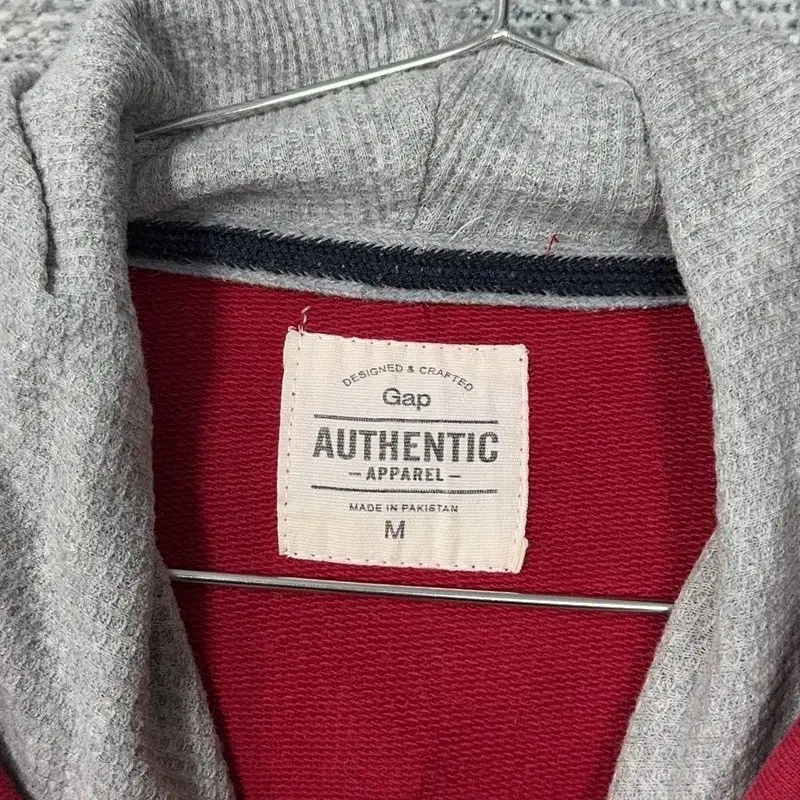 DESIGNED & CRAFTED
Gap
AUTHENTIC
- APPAREL -
MADE IN PAKISTAN
M